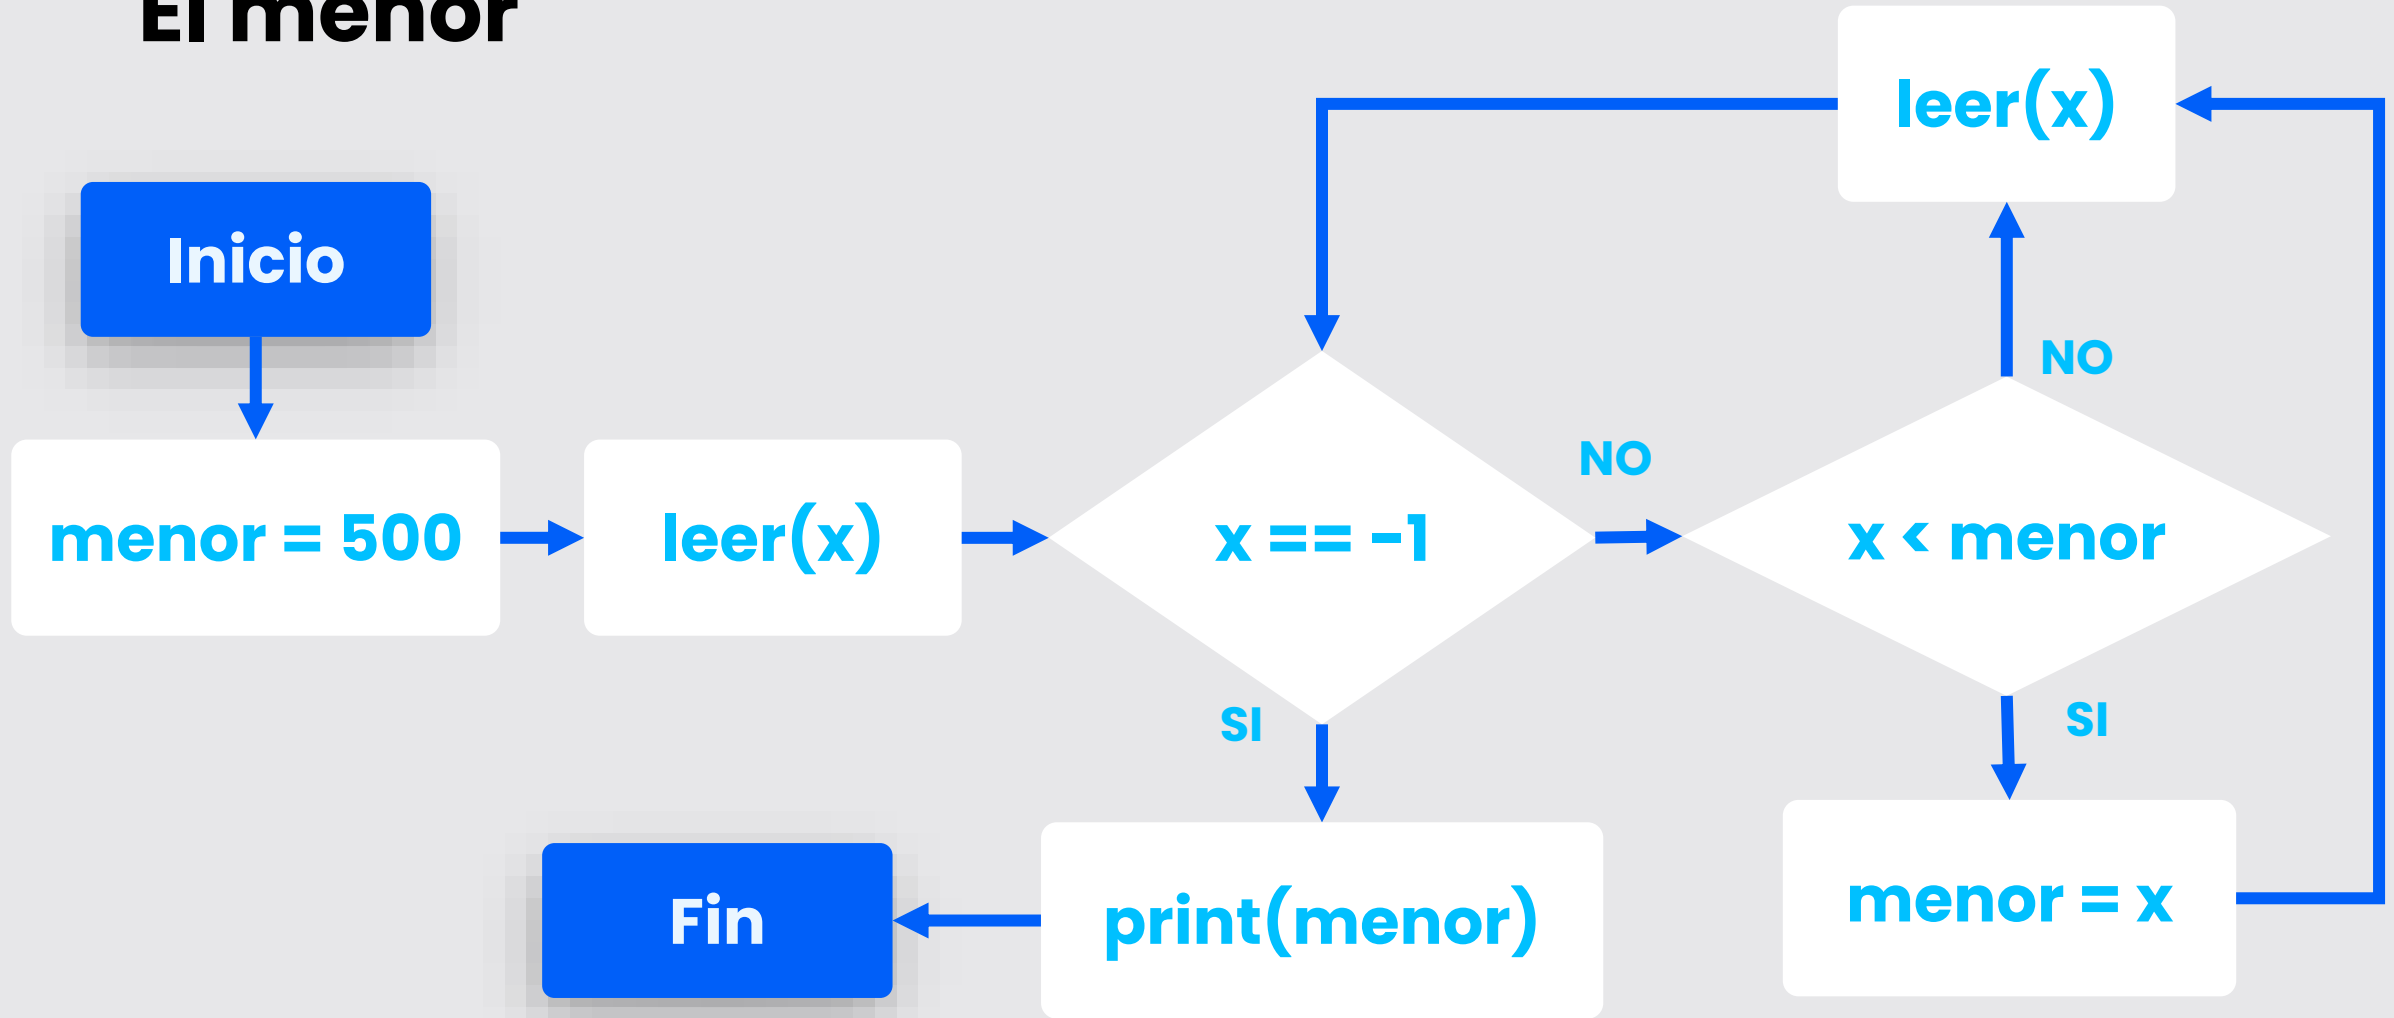 El menor
Inicio
menor = 500
leer(x)
x == -1
NO
x < menor
NO
leer(x)
SI
menor = x
SI
print(menor)
Fin